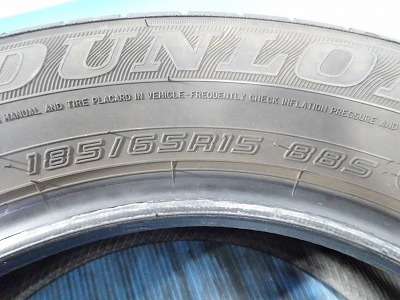 DUNLO
MANUAL AND TIRE PLACARD IN VEHICLE-FREQUENTLY CHECK INFLATION PRESSURE AND
185/65R15 88S